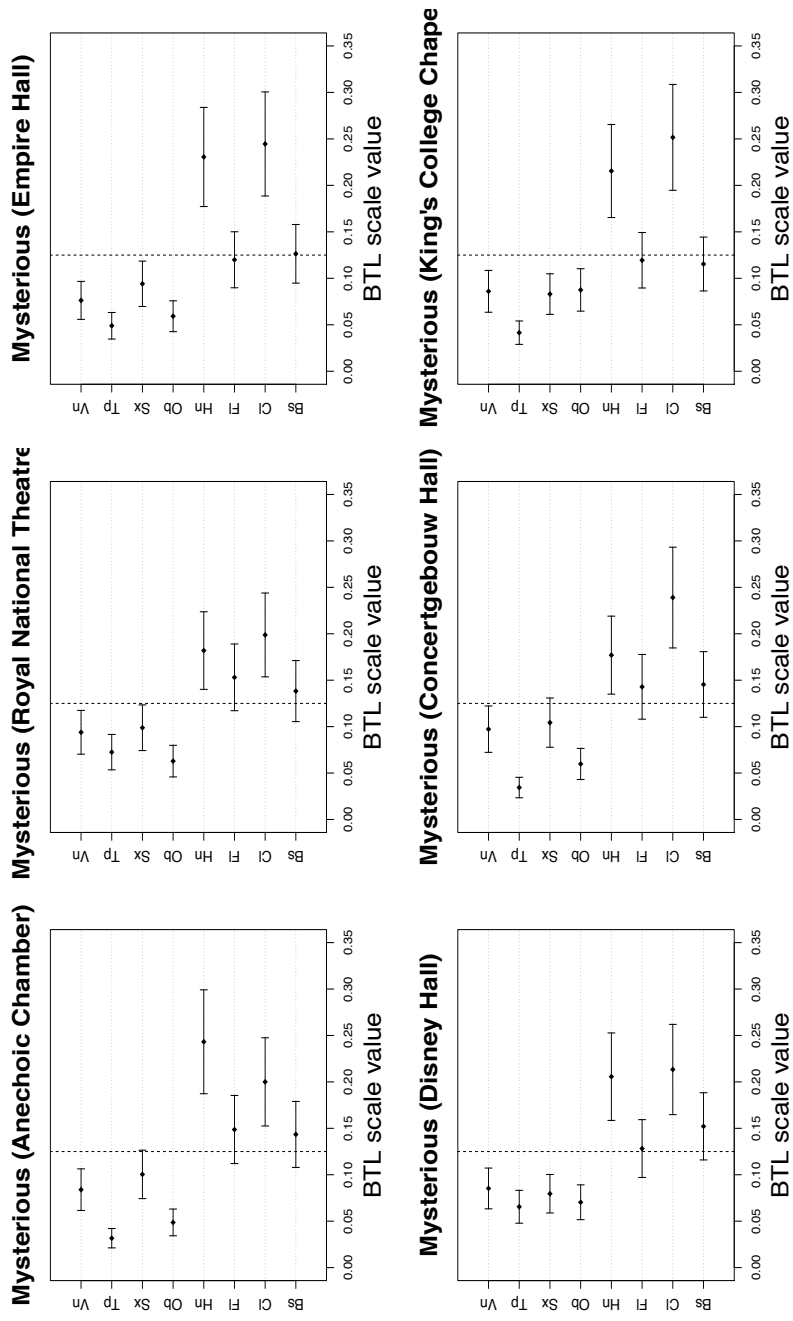 Mysterious (Anechoic Chamber)
Vn
Tp
Sx
Ob
Hn
Fl
Cl
Bs
0.00 0.05 0.10 0.15 0.20 0.25 0.30 0.35
BTL scale value
Mysterious (Royal National Theatre
Vn
Tp
Sx
Ob
Hn
Fl
Cl
Bs
0.00 0.05 0.10 0.15 0.20 0.25 0.30 0.35
BTL scale value
Mysterious (Empire Hall)
Vn
Tp
Sx
Ob
Hn
Fl
Cl
Bs
0.00 0.05 0.10 0.15 0.20 0.25 0.30 0.35
BTL scale value
Mysterious (Disney Hall)
Vn
Tp
Sx
Ob
Hn
Fl
Cl
Bs
0.00 0.05 0.10 0.15 0.20 0.25 0.30 0.35
BTL scale value
Mysterious (Concertgebouw Hall)
Vn
Tp
Sx
Ob
Hn
Fl
Cl
Bs
0.00 0.05 0.10 0.15 0.20 0.25 0.30 0.35
BTL scale value
Mysterious (King's College Chape
Vn
Tp
Sx
Ob
Hn
Fl
Cl
Bs
0.00 0.05 0.10 0.15 0.20 0.25 0.30 0.35
BTL scale value